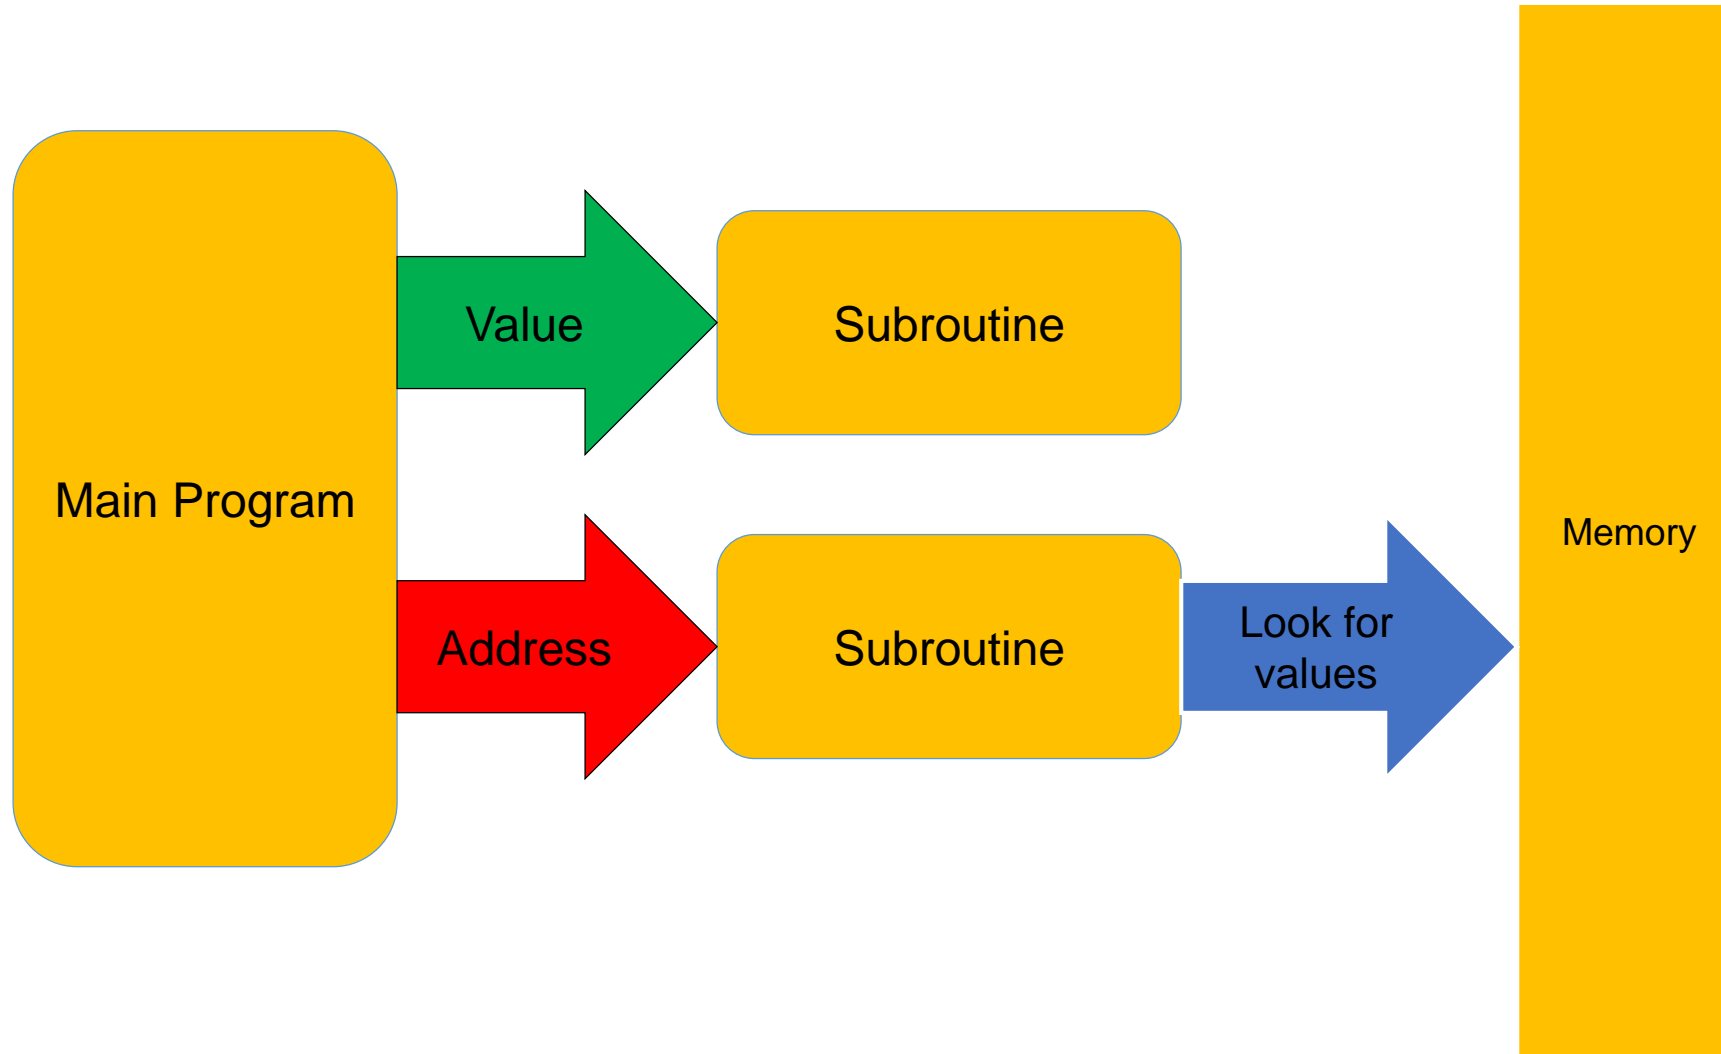 Main Program
Value
Subroutine
Address
Subroutine
Look for
values
Memory